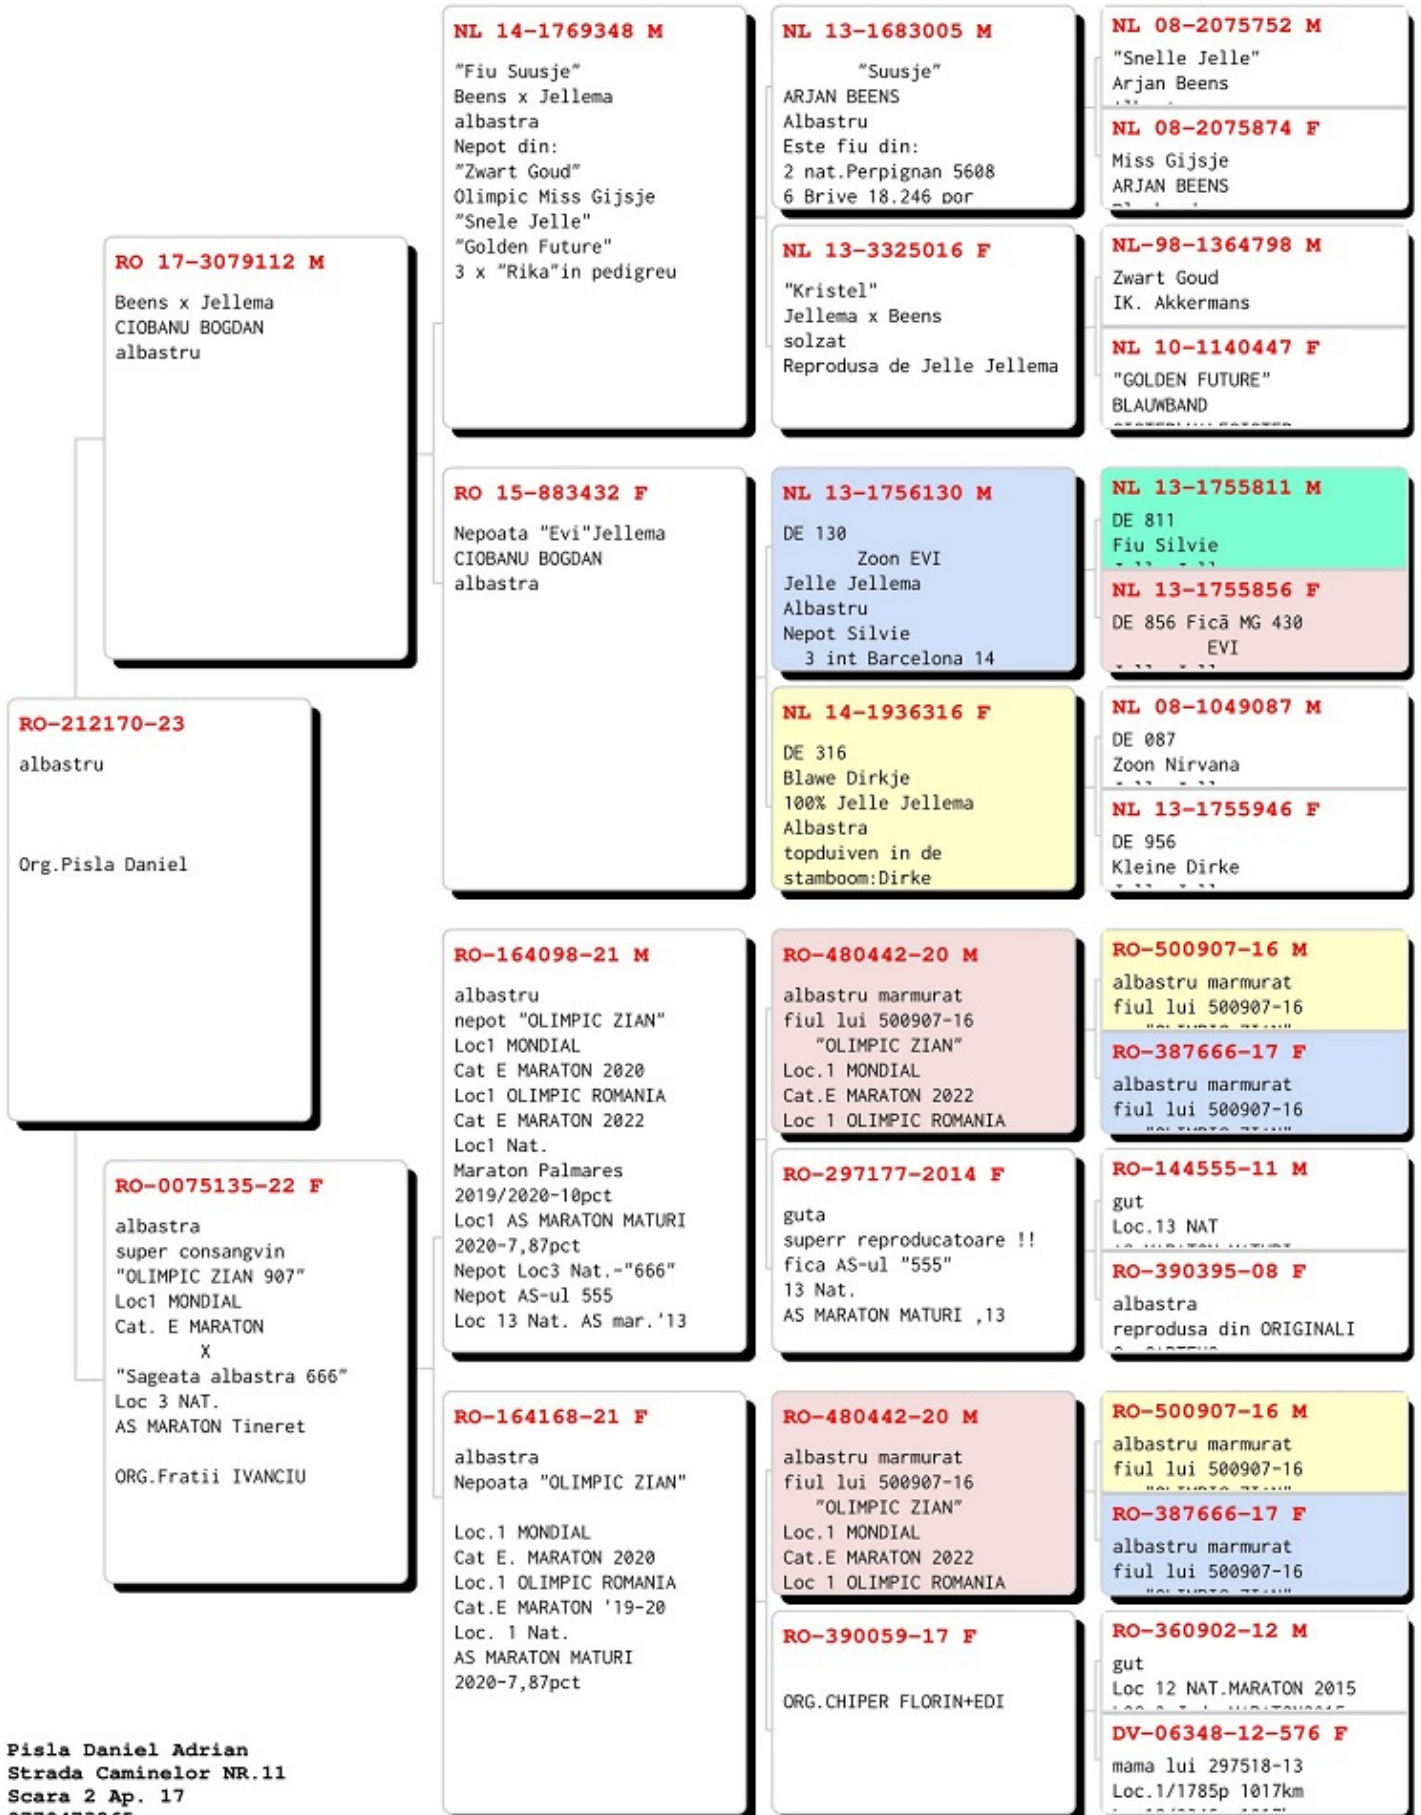 RO-212170-23
albastru
Org.Pisla Daniel
RO 17-3079112 M
Beens x Jellema
CIOBANU BOGDAN
albastru
RO-0075135-22 F
albastra
super consangvin
"OLIMPIC ZIAN 907"
Loc1 MONDIAL
Cat. E MARATON
X
"Sageata albastra 666"
Loc 3 NAT.
AS MARATON Tineret
ORG.Fratii IVANCIU
NL 14-1769348 M
"Fiu Suusje"
Beens x Jellema
albastra
Nepot din:
"Zwart Goud"
Olimpic Miss Gijsje
"Snele Jelle"
"Golden Future"
3 x "Rika"in pedigreu
RO 15-883432 F
Nepoata "Evi"Jellema
CIOBANU BOGDAN
albastra
RO-164098-21 M
albastru
nepot "OLIMPIC ZIAN"
Loc1 MONDIAL
Cat E MARATON 2020
Loc1 OLIMPIC ROMANIA
Cat E MARATON 2022
Loc1 Nat.
Maraton Palmares
2019/2020-10pct
Loc1 AS MARATON MATURI
2020-7,87pct
Nepot Loc3 Nat.-"666"
Nepot AS-ul 555
Loc 13 Nat. AS mar.'13
RO-164168-21 F
albastra
Nepoata "OLIMPIC ZIAN"
Loc.1 MONDIAL
Cat E. MARATON 2020
Loc.1 OLIMPIC ROMANIA
Cat.E MARATON '19-20
Loc. 1 Nat.
AS MARATON MATURI
2020-7,87pct
NL 13-1683005 M
"Suusje"
ARJAN BEENS
Albastru
Este fiu din:
2 nat.Perpignan 5608
6 Brive 18.246 por
NL 13-3325016 F
"Kristel"
Jellema x Beens
solzat
Reprodusa de Jelle Jellema
NL 13-1756130 M
DE 130
Zoon EVI
Jelle Jellema
Albastru
Nepot Silvie
3 int Barcelona 14
NL 14-1936316 F
DE 316
Blawe Dirkje
100% Jelle Jellema
Albastra
topduiven in de
stamboom:Dirke
RO-480442-20 M
albastru marmurat
fiul lui 500907-16
"OLIMPIC ZIAN"
Loc.1 MONDIAL
Cat.E MARATON 2022
Loc 1 OLIMPIC ROMANIA
RO-297177-2014 F
guta
superr reproducatoare !!
fica AS-ul "555"
13 Nat.
AS MARATON MATURI ,13
RO-480442-20 M
albastru marmurat
fiul lui 500907-16
"OLIMPIC ZIAN"
Loc.1 MONDIAL
Cat.E MARATON 2022
Loc 1 OLIMPIC ROMANIA
RO-390059-17 F
ORG.CHIPER FLORIN+EDI
NL 08-2075752 M
"Snelle Jelle"
Arjan Beens
NL 08-2075874 F
Miss Gijsje
ARJAN BEENS
NL-98-1364798 M
Zwart Goud
IK. Akkermans
NL 10-1140447 F
"GOLDEN FUTURE"
BLAUWBAND
NL 13-1755811 M
DE 811
Fiu Silvie
NL 13-1755856 F
DE 856 Ficã MG 430
EVI
NL 08-1049087 M
DE 087
Zoon Nirvana
NL 13-1755946 F
DE 956
Kleine Dirke
RO-500907-16 M
albastru marmurat
fiul lui 500907-16
RO-387666-17 F
albastru marmurat
fiul lui 500907-16
RO-144555-11 M
gut
Loc.13 NAT
RO-390395-08 F
albastra
reprodusa din ORIGINALI
RO-500907-16 M
albastru marmurat
fiul lui 500907-16
RO-387666-17 F
albastru marmurat
fiul lui 500907-16
RO-360902-12 M
gut
Loc 12 NAT.MARATON 2015
DV-06348-12-576 F
mama lui 297518-13
Loc.1/1785p 1017km
Pisla Daniel Adrian
Strada Caminelor NR.11
Scara 2 Ap. 17